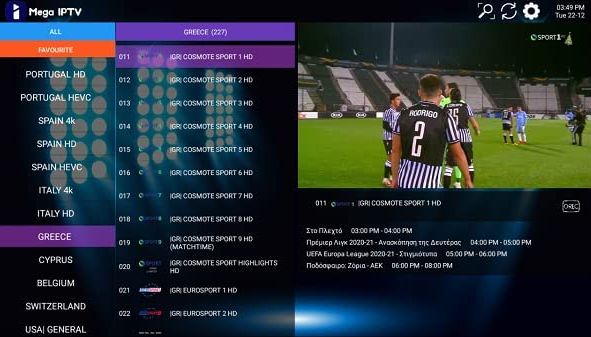 Mega IPTV
03:49 PM
Tue 22-12
ALL
FAVOURITE
PORTUGAL HD
PORTUGAL HEVC
SPAIN 4k
SPAIN HD
SPAIN HEVC
ITALY 4k
ITALY HD
GREECE
CYPRUS
BELGIUM
SWITZERLAND
USA| GENERAL
GREECE (227)
011 |GR| COSMOTE SPORT 1 HD
012 |GR| COSMOTE SPORT 2 HD
013 |GR| COSMOTE SPORT 3 HD
014 |GR| COSMOTE SPORT 4 HD
015 |GR| COSMOTE SPORT 5 HD
016 |GR| COSMOTE SPORT 6 HD
017 |GR| COSMOTE SPORT 7 HD
018 |GR| COSMOTE SPORT 8 HD
019 |GR| COSMOTE SPORT 9 HD
(MATCHTIME)
020 |GR| COSMOTE SPORT HIGHLIGHTS
HD
021 |GR| EUROSPORT 1 HD
022 |GR| EUROSPORT 2 HD
SPORT 1
RODRIGO
2
011 SPORT 1 |GR| COSMOTE SPORT 1 HD
REC
Στο Πλεχτό 03:00 PM - 04:00 PM
Πρέμιερ Λιγκ 2020-21 - Ανασκόπηση της Δευτέρας 04:00 PM - 05:00 PM
UEFA Europa League 2020-21 - Στιγμιότυπα 05:00 PM - 06:00 PM
Ποδόσφαιρο: Ζόρια - ΑΕΚ 06:00 PM - 08:00 PM